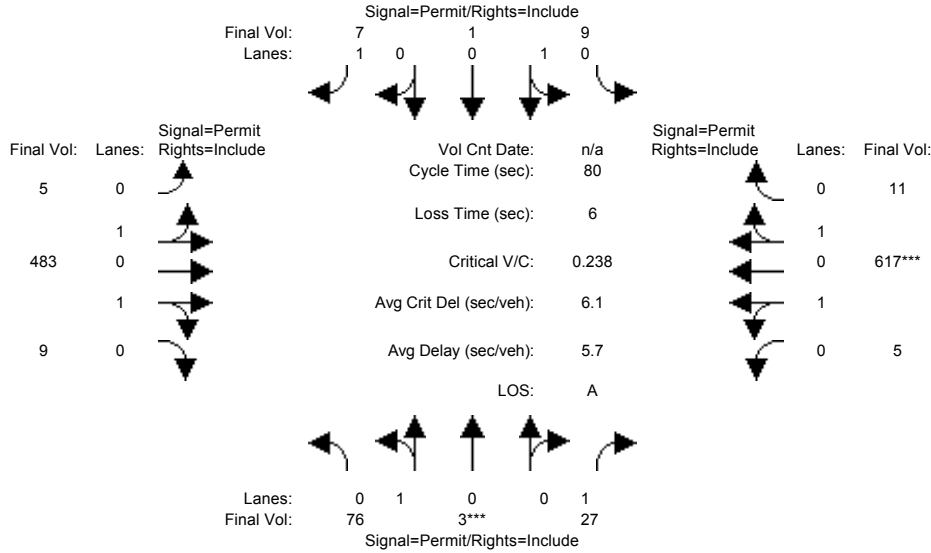 Signal=Permit/Rights=Include
Final Vol: 7 1 9
Lanes: 1 0 0 1 0
Signal=Permit Signal=Permit
Final Vol: Lanes: Rights=Include Vol Cnt Date: n/a Rights=Include Lanes: Final Vol:
Cycle Time (sec): 80
5 0 0 11
Loss Time (sec): 6
1 1
483 0 Critical V/C: 0.238 0 617***
1 Avg Crit Del (sec/veh): 6.1 1
9 0 Avg Delay (sec/veh): 5.7 0 5
LOS: A
Lanes: 0 1 0 0 1
Final Vol: 76 3*** 27
Signal=Permit/Rights=Include